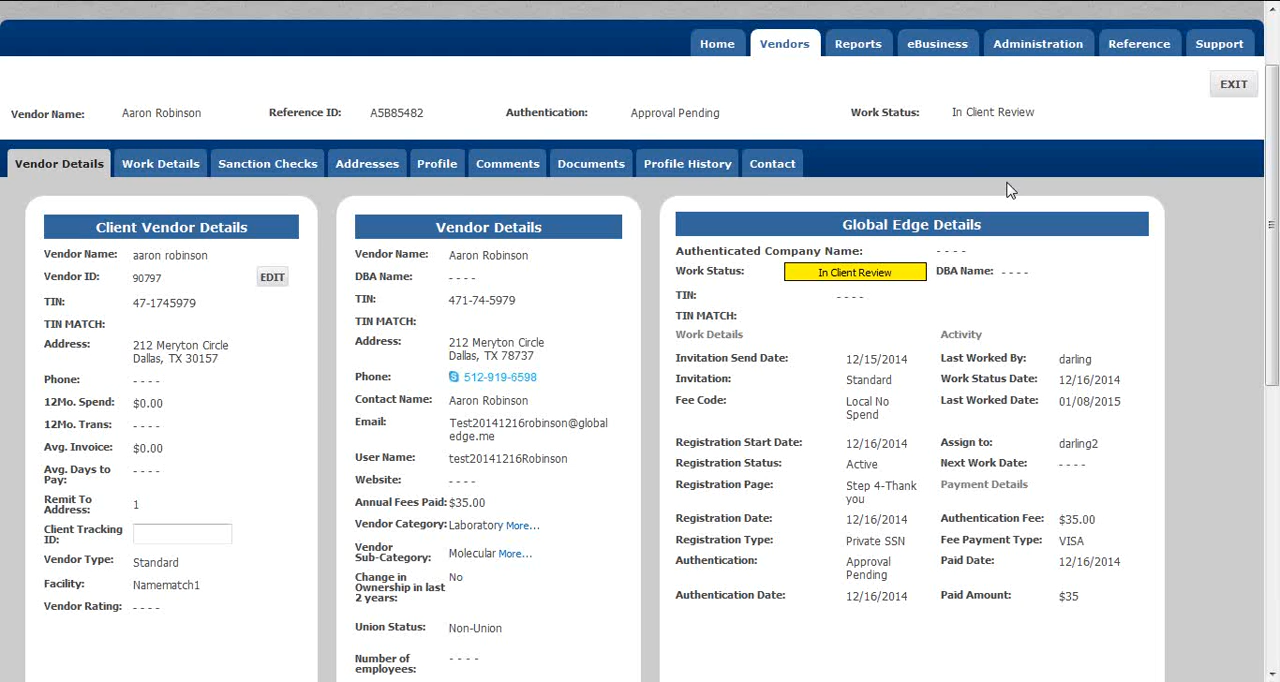 Home Vendors Reports eBusiness Administration Reference Support
EXIT
Vendor Name: Aaron Robinson Reference ID: A5B85482 Authentication: Approval Pending Work Status: In Client Review
Vendor Details Work Details Sanction Checks Addresses Profile Comments Documents Profile History Contact
Client Vendor Details
Vendor Name: aaron robinson
Vendor ID: 90797 EDIT
TIN: 47-1745979
TIN MATCH:
Address: 212 Meryton Circle
Dallas, TX 30157
Phone: - - - -
12Mo. Spend: $0.00
12Mo. Trans: - - - -
Avg. Invoice: $0.00
Avg. Days to
Pay: - - - -
Remit To
Address: 1
Client Tracking
ID:
Vendor Type: Standard
Facility: Namematch1
Vendor Rating: - - - -
Vendor Details
Vendor Name: Aaron Robinson
DBA Name: - - - -
TIN: 471-74-5979
TIN MATCH:
Address: 212 Meryton Circle
Dallas, TX 78737
Phone: 512-919-6598
Contact Name: Aaron Robinson
Email: Test20141216robinson@global
edge.me
User Name: test20141216Robinson
Website: - - - -
Annual Fees Paid: $35.00
Vendor Category: Laboratory More...
Vendor
Sub-Category: Molecular More...
Change in No
Ownership in last
2 years:
Union Status: Non-Union
Number of - - - -
employees:
Global Edge Details
Authenticated Company Name: - - - -
Work Status: In Client Review DBA Name: - - - -
TIN: - - - -
TIN MATCH:
Work Details Activity
Invitation Send Date: 12/15/2014 Last Worked By: darling
Invitation: Standard Work Status Date: 12/16/2014
Fee Code: Local No Last Worked Date: 01/08/2015
Spend
Registration Start Date: 12/16/2014 Assign to: darling2
Registration Status: Active Next Work Date: - - - -
Registration Page: Step 4-Thank Payment Details
you
Registration Date: 12/16/2014 Authentication Fee: $35.00
Registration Type: Private SSN Fee Payment Type: VISA
Authentication: Approval Paid Date: 12/16/2014
Pending
Authentication Date: 12/16/2014 Paid Amount: $35